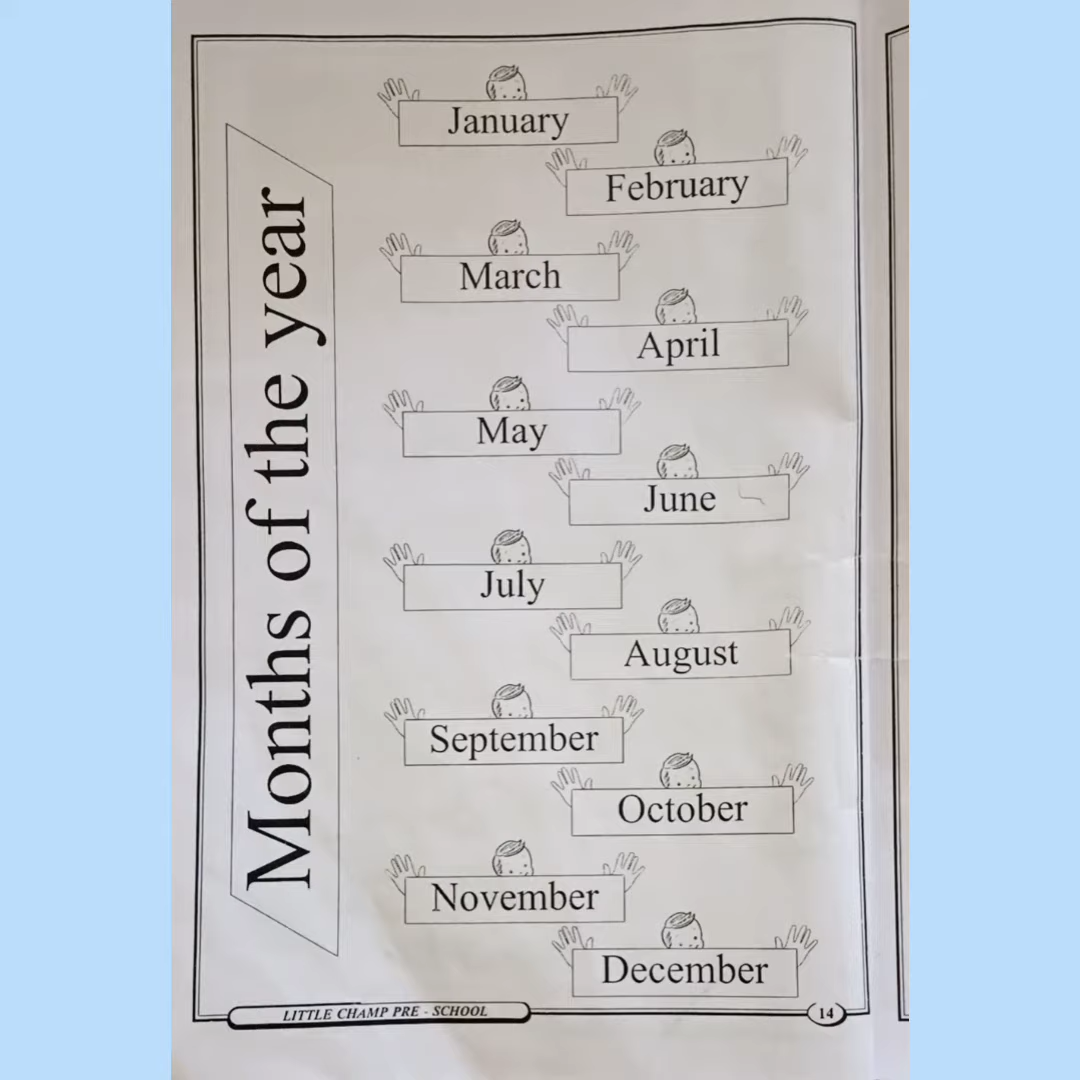 Months of the year
January
February
March
April
May
June
July
August
September
October
November
December
LITTLE CHAMP PRE - SCHOOL
14